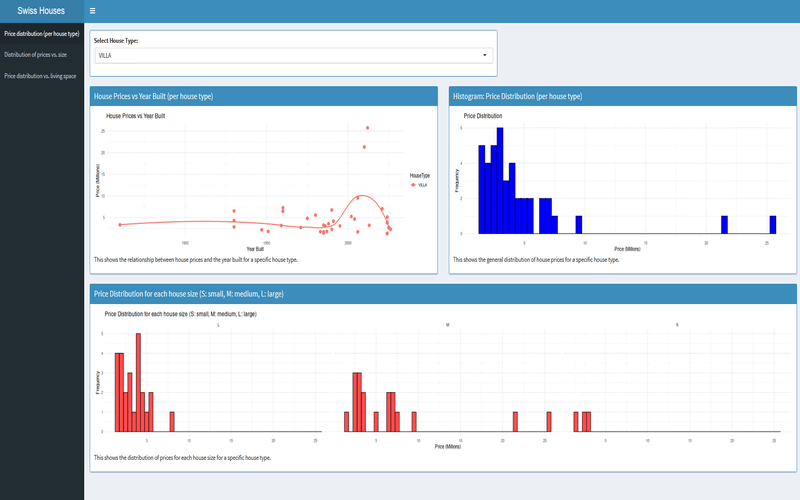 Swiss Houses
Price distribution (per house type)
Distribution of prices vs. size
Price distribution vs. living space
Select House Type:
VILLA
House Prices vs Year Built (per house type)
House Prices vs Year Built
Price (Millions)
25
20
15
10
5
1900
1950
2000
Year Built
HouseType
VILLA
This shows the relationship between house prices and the year built for a specific house type.
Histogram: Price Distribution (per house type)
Price Distribution
Frequency
6
4
2
0
5
10
15
20
25
Price (Millions)
This shows the general distribution of house prices for a specific house type.
Price Distribution for each house size (S: small, M: medium, L: large)
Price Distribution for each house size (S: small, M: medium, L: large)
L
M
S
Frequency
5
4
3
2
1
0
5
10
15
20
25
5
10
15
20
25
5
10
15
20
25
Price (Millions)
This shows the distribution of prices for each house size for a specific house type.